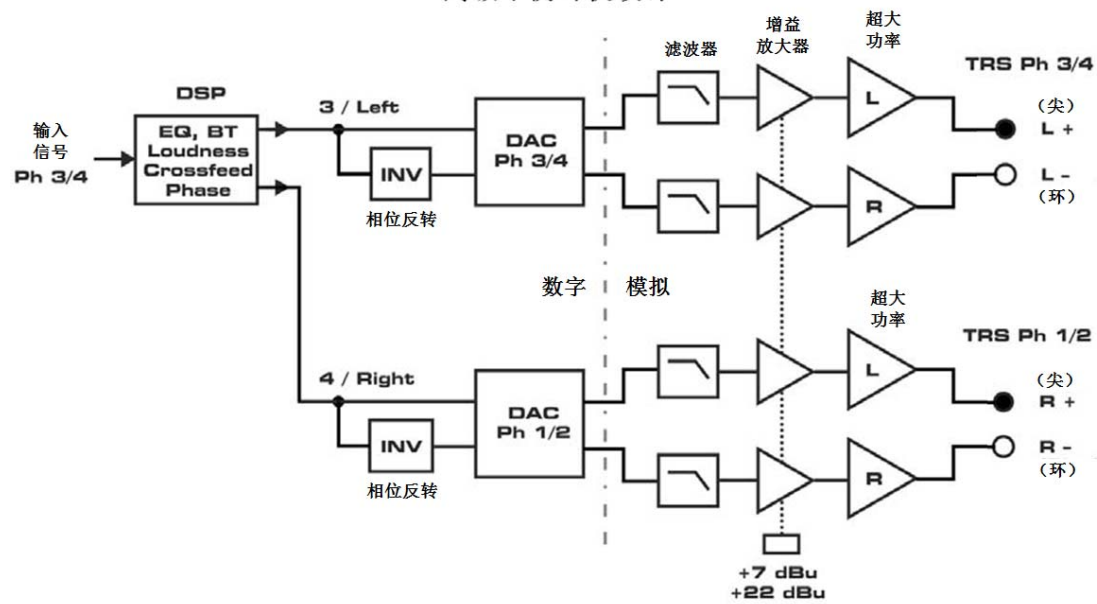 增益
放大器
超大
功率
滤波器
TRS Ph 3/4
DSP
3 / Left
L
(尖)
L +
输入
信号
Ph 3/4
EQ, BT
Loudness
Crossfeed
Phase
DAC
Ph 3/4
INV
相位反转
R
L -
(环)
数字
模拟
超大
功率
TRS Ph 1/2
4 / Right
L
(尖)
R +
DAC
Ph 1/2
INV
相位反转
R
R -
(环)
+7 dBu
+22 dBu